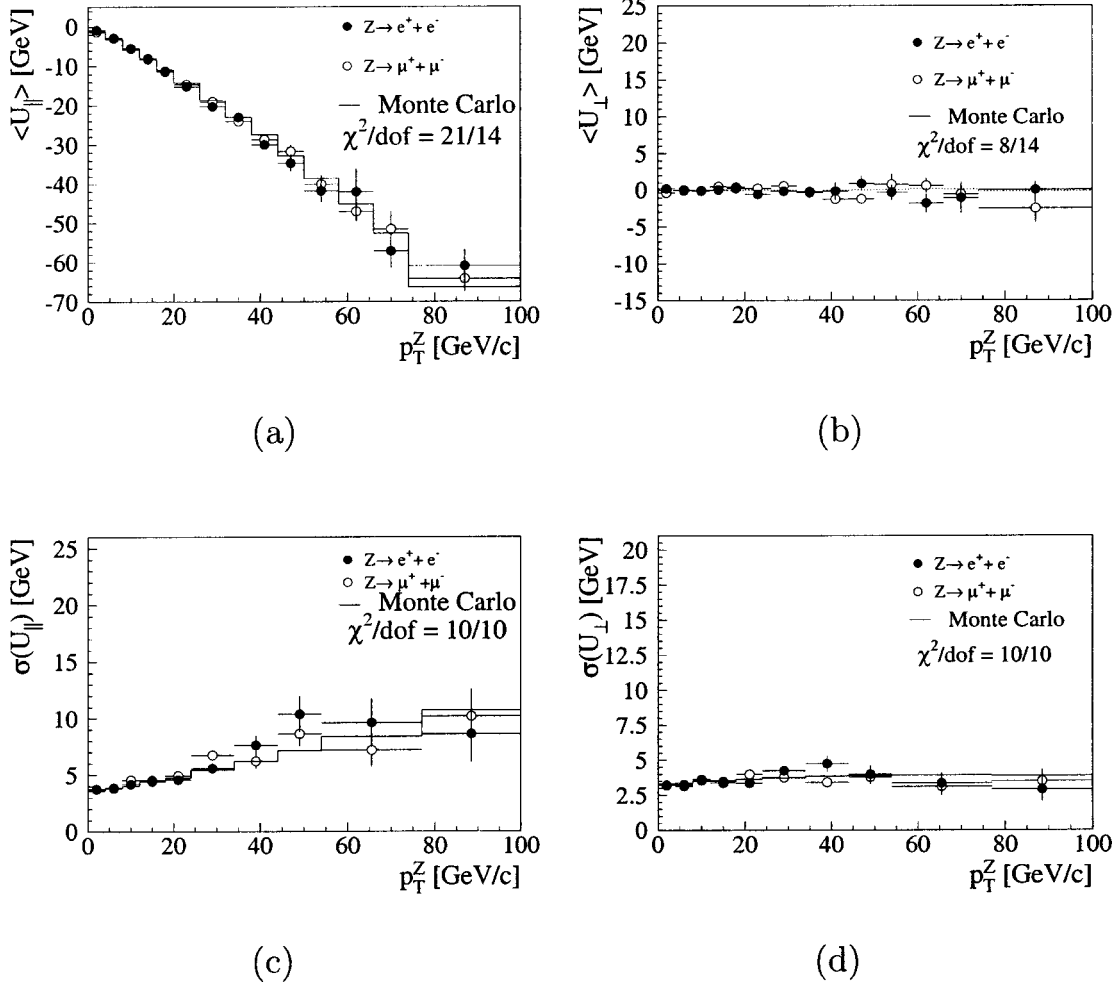 <U∥> [GeV]
0
-10
-20
-30
-40
-50
-60
-70
Z→ e⁺ + e⁻
Z→ μ⁺ + μ⁻
Monte Carlo
χ²/dof = 21/14
0 20 40 60 80 100
p_T^Z [GeV/c]
(a)
<U⊥> [GeV]
25
20
15
10
5
0
-5
-10
-15
Z→ e⁺ + e⁻
Z→ μ⁺ + μ⁻
Monte Carlo
χ²/dof = 8/14
0 20 40 60 80 100
p_T^Z [GeV/c]
(b)
σ(U∥) [GeV]
25
20
15
10
5
0
Z→ e⁺ + e⁻
Z→ μ⁺ +μ⁻
Monte Carlo
χ²/dof = 10/10
0 20 40 60 80 100
p_T^Z [GeV/c]
(c)
σ(U⊥) [GeV]
20
17.5
15
12.5
10
7.5
5
2.5
0
Z→ e⁺ + e⁻
Z→ μ⁺ + μ⁻
Monte Carlo
χ²/dof = 10/10
0 20 40 60 80 100
p_T^Z [GeV/c]
(d)